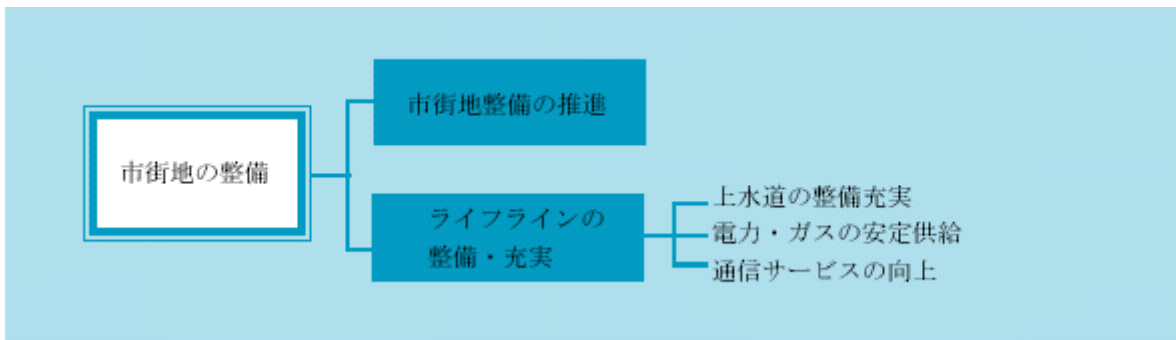 市街地の整備
市街地整備の推進
ライフラインの
整備・充実
上水道の整備充実
電力・ガスの安定供給
通信サービスの向上